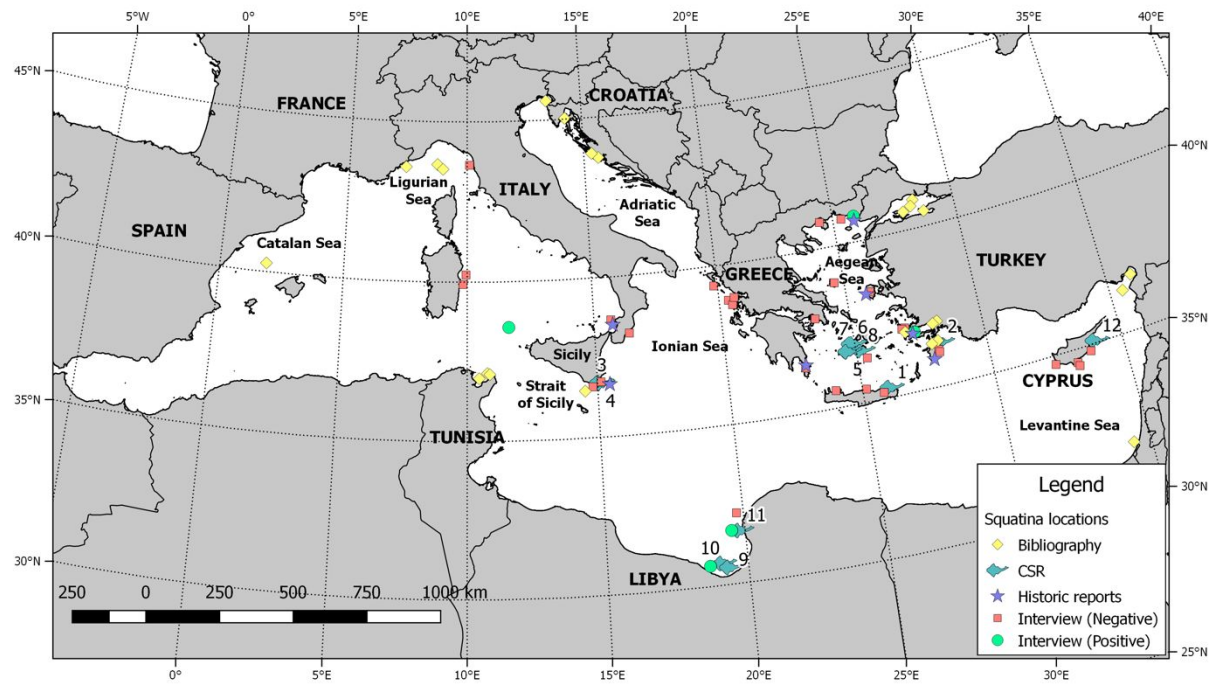 5°W 0°E 5°E 10°E 15°E 20°E 25°E 30°E 35°E 40°E
45°N
FRANCE
CROATIA
40°N
Ligurian
Sea
ITALY
Adriatic
Sea
SPAIN
Catalan Sea
40°N
GREECE
Aegean
Sea
TURKEY
35°N
7 6 8 2
12
Ionian Sea
Sicily
3
5
1
CYPRUS
35°N
Strait
of Sicily
4
Levantine Sea
TUNISIA
30°N
11
10
9
LIBYA
30°N
250 0 250 500 750 1000 km
Legend
Squatina locations
Bibliography
CSR
Historic reports
Interview (Negative)
Interview (Positive)
25°N
0° 5°E 10°E 15°E 20°E 25°E 30°E